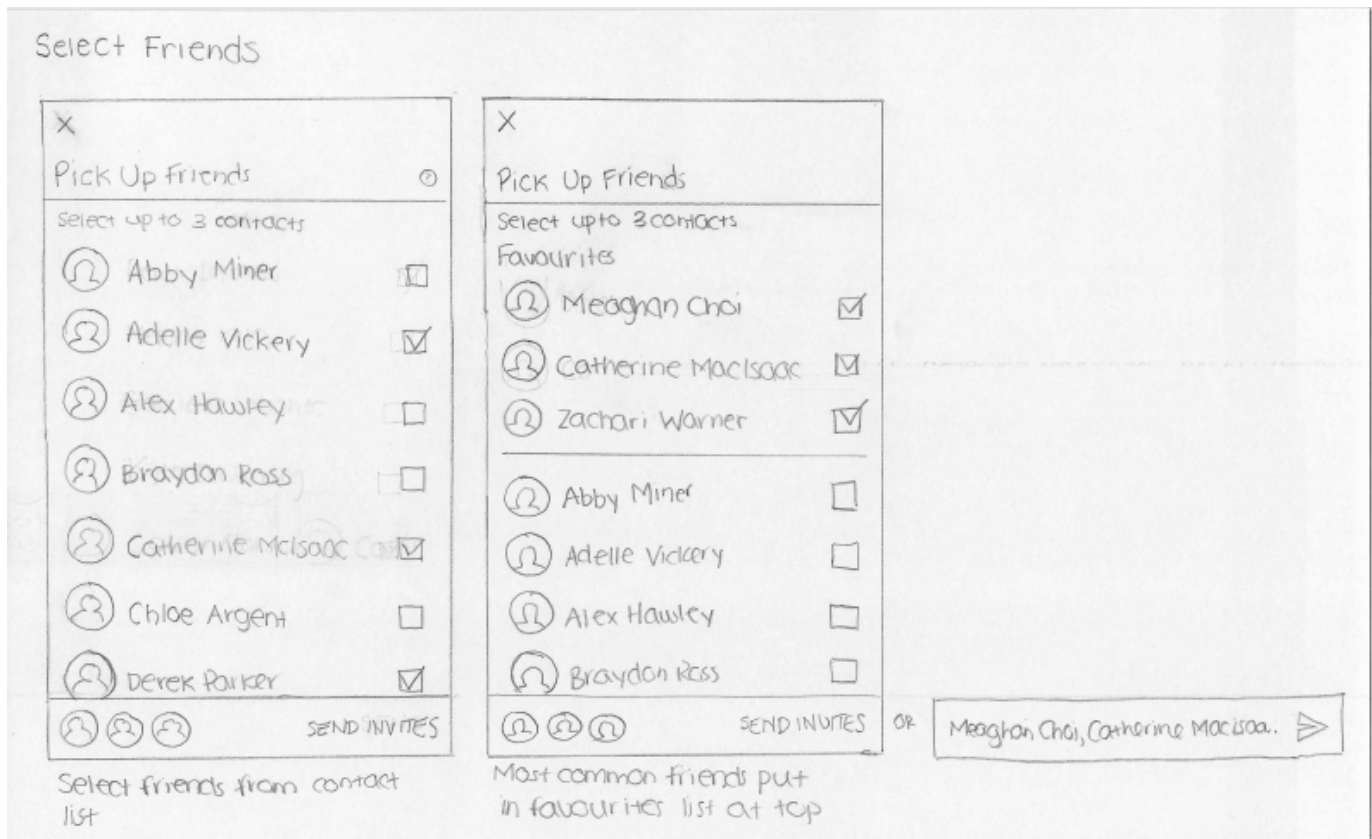 Select Friends
X
Pick Up Friends
?
Select up to 3 contacts
Abby Miner
Adelle Vickery
Alex Hawley
Braydon Ross
Catherine McIsaac
Chloe Argent
Derek Parker
SEND INVITES
Select friends from contact
list
X
Pick Up Friends
Select up to 3 contacts
Favourites
Meaghan Choi
Catherine MacIsaac
Zachari Warner
Abby Miner
Adelle Vickery
Alex Hawley
Braydon Ross
SEND INVITES
Most common friends put
in favourites list at top
OR
Meaghan Choi, Catherine MacIsaa..